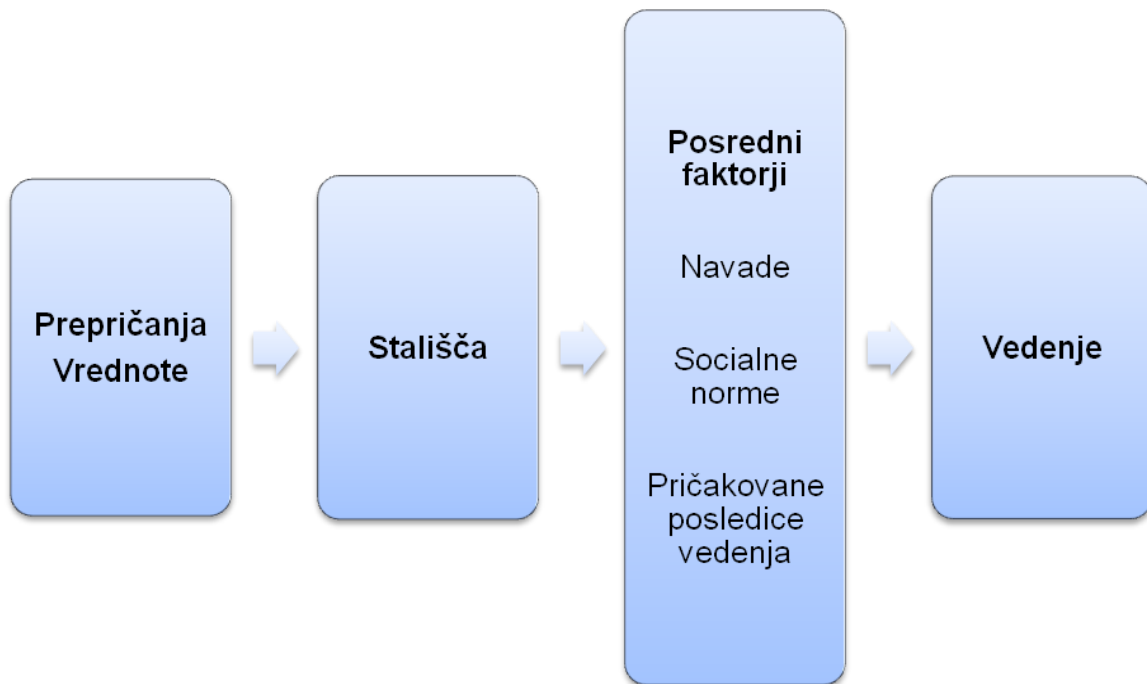 Prepričanja
Vrednote
Stališča
Posredni
faktorji
Navade
Socialne
norme
Pričakovane
posledice
vedenja
Vedenje